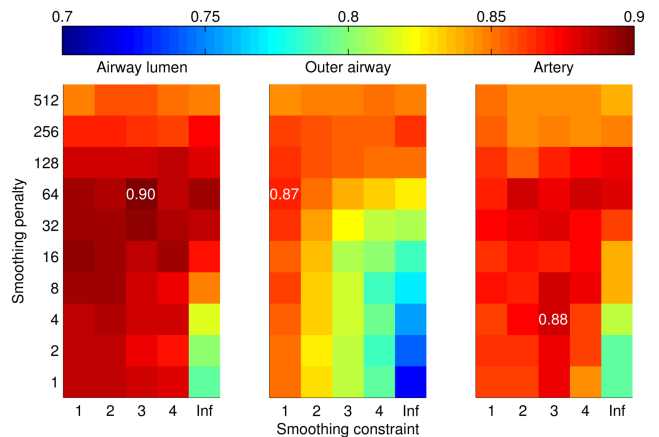 0.7 0.75 0.8 0.85 0.9
Airway lumen Outer airway Artery
Smoothing penalty
512
256
128
64 0.90 0.87
32
16
8
4 0.88
2
1
1 2 3 4 Inf 1 2 3 4 Inf 1 2 3 4 Inf
Smoothing constraint